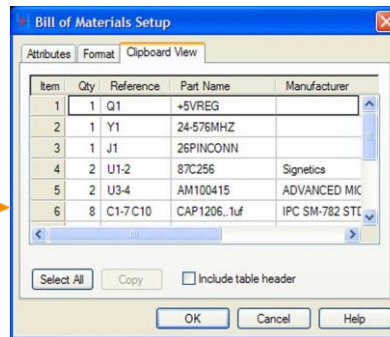 Bill of Materials Setup
Attributes Format Clipboard View
Item Qty Reference Part Name Manufacturer
1 1 Q1 +5VREG
2 1 Y1 24-576MHZ
3 1 J1 26PINCONN
4 2 U1-2 87C256 Signetics
5 2 U3-4 AM100415 ADVANCED MIC
6 8 C1-7 C10 CAP1206,.1uf IPC SM-782 STD
Select All Copy Include table header
OK Cancel Help